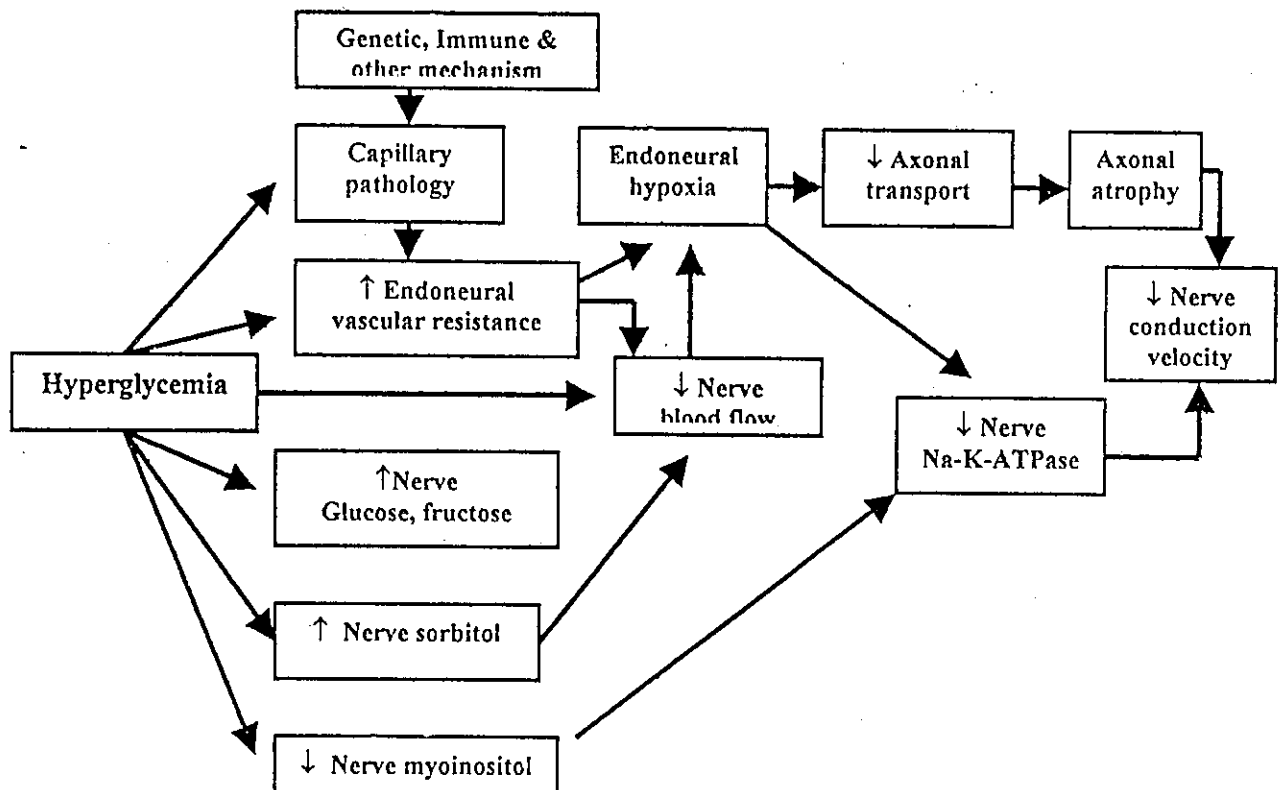 Genetic, Immune &
other mechanism
Capillary
pathology
Endoneural
hypoxia
↓ Axonal
transport
Axonal
atrophy
↑ Endoneural
vascular resistance
↓ Nerve
conduction
velocity
Hyperglycemia
↓ Nerve
blood flow
↓ Nerve
Na-K-ATPase
↑Nerve
Glucose, fructose
↑ Nerve sorbitol
↓ Nerve myoinositol